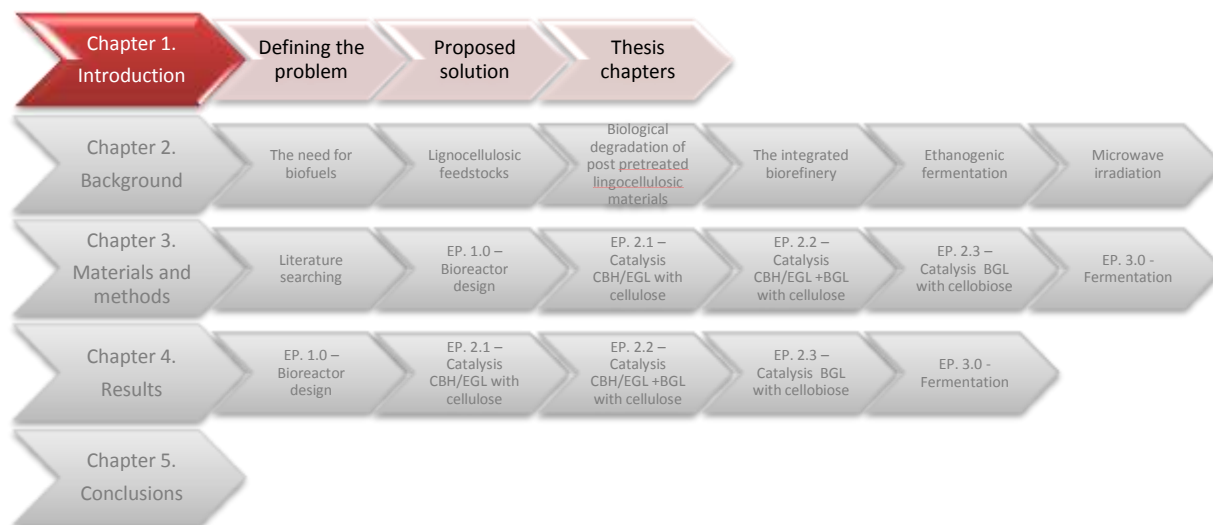 Chapter 1.
Introduction
Defining the
problem
Proposed
solution
Thesis
chapters
Chapter 2.
Background
The need for
biofuels
Lignocellulosic
feedstocks
Biological
degradation of
post pretreated
lingocellulosic
materials
The integrated
biorefinery
Ethanogenic
fermentation
Microwave
irradiation
Chapter 3.
Materials and
methods
Literature
searching
EP. 1.0 –
Bioreactor
design
EP. 2.1 –
Catalysis
CBH/EGL with
cellulose
EP. 2.2 –
Catalysis
CBH/EGL +BGL
with cellulose
EP. 2.3 –
Catalysis BGL
with cellobiose
EP. 3.0 -
Fermentation
Chapter 4.
Results
EP. 1.0 –
Bioreactor
design
EP. 2.1 –
Catalysis
CBH/EGL with
cellulose
EP. 2.2 –
Catalysis
CBH/EGL +BGL
with cellulose
EP. 2.3 –
Catalysis BGL
with cellobiose
EP. 3.0 -
Fermentation
Chapter 5.
Conclusions